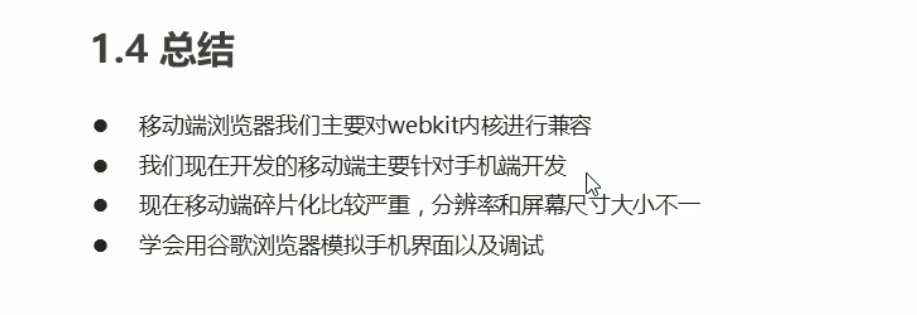 1.4 总结
● 移动端浏览器我们主要对webkit内核进行兼容
● 我们现在开发的移动端主要针对手机端开发
● 现在移动端碎片化比较严重，分辨率和屏幕尺寸大小不一
● 学会用谷歌浏览器模拟手机界面以及调试